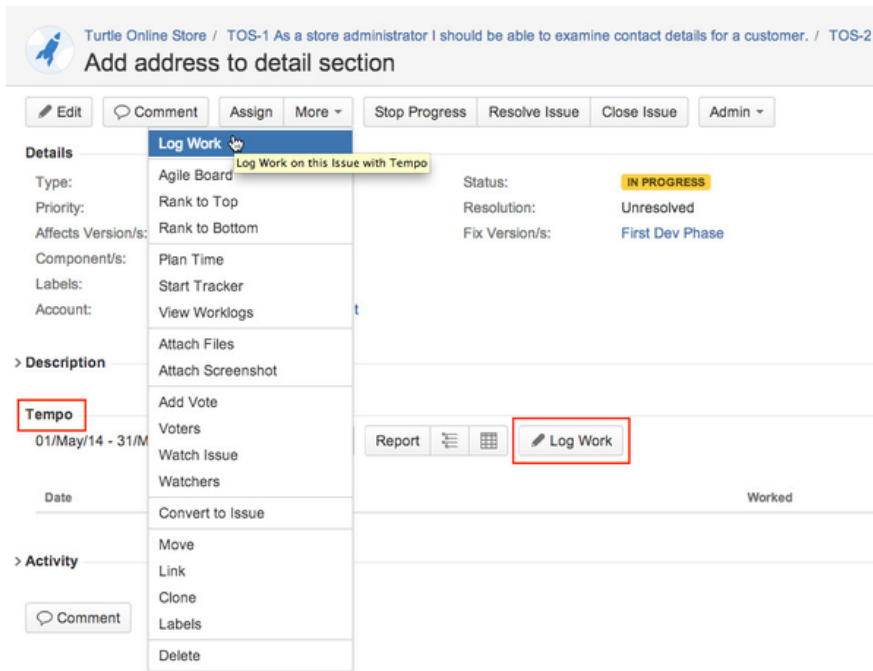 Turtle Online Store / TOS-1 As a store administrator I should be able to examine contact details for a customer. / TOS-2
Add address to detail section
Edit Comment Assign More Stop Progress Resolve Issue Close Issue Admin
Log Work
Log Work on this Issue with Tempo
Details
Type:
Priority:
Affects Version/s:
Component/s:
Labels:
Account:
Agile Board
Rank to Top
Rank to Bottom
Plan Time
Start Tracker
View Worklogs
Attach Files
Attach Screenshot
Add Vote
Voters
Watch Issue
Watchers
Convert to Issue
Move
Link
Clone
Labels
Delete
Status: IN PROGRESS
Resolution: Unresolved
Fix Version/s: First Dev Phase
t
Description
Tempo
01/May/14 - 31/M
Report
Log Work
Date Worked
Activity
Comment